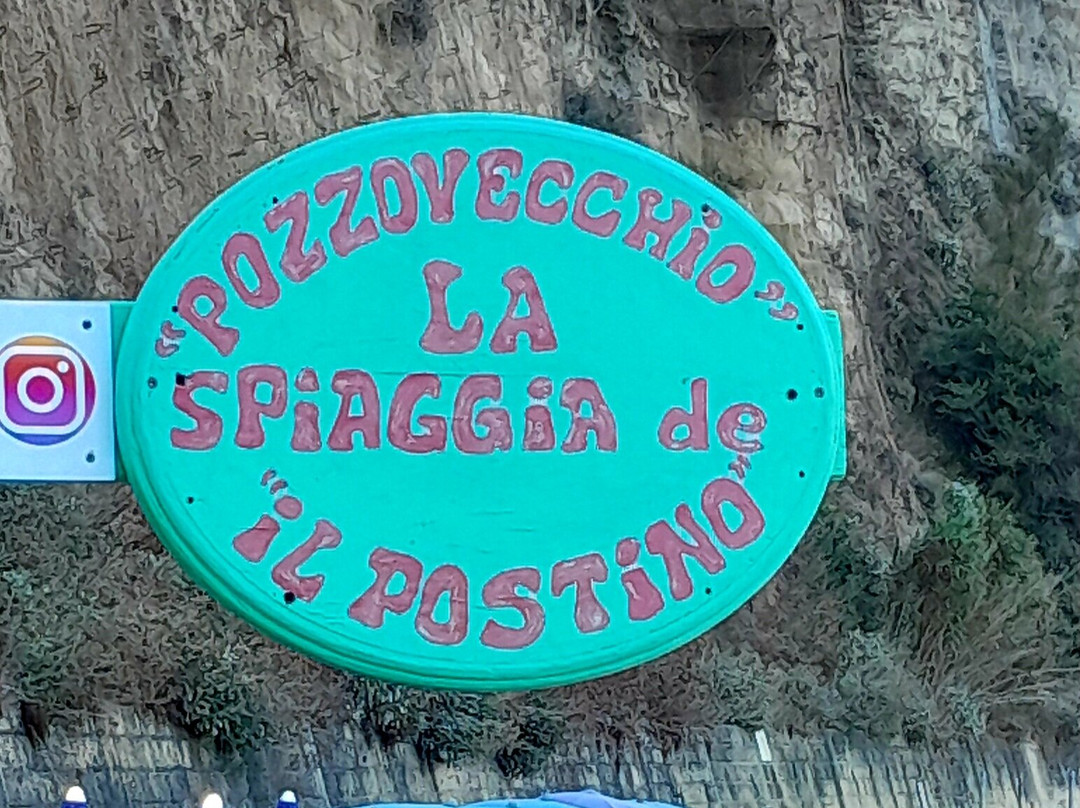 “POZZOVECCHiO”
LA
SPiAGGiA de
“iL POSTiNO”